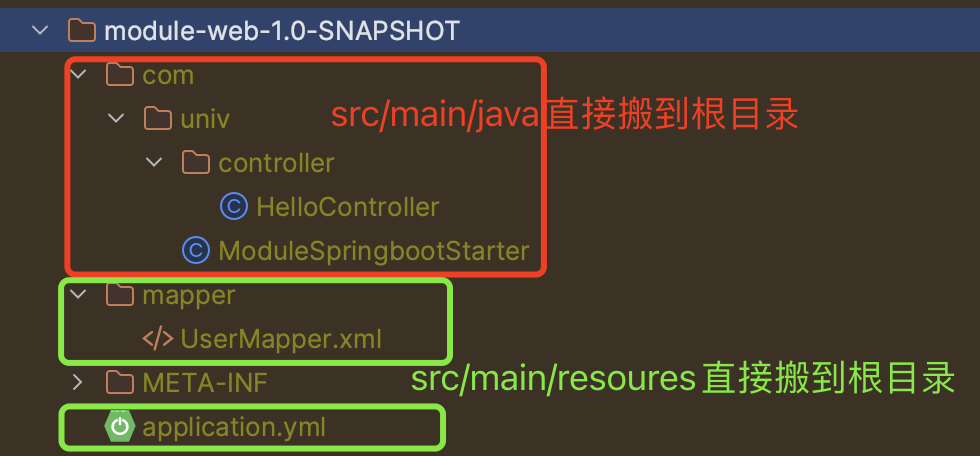 module-web-1.0-SNAPSHOT
com
univ
src/main/java直接搬到根目录
controller
HelloController
ModuleSpringbootStarter
mapper
</> UserMapper.xml
META-INF
src/main/resoures直接搬到根目录
application.yml